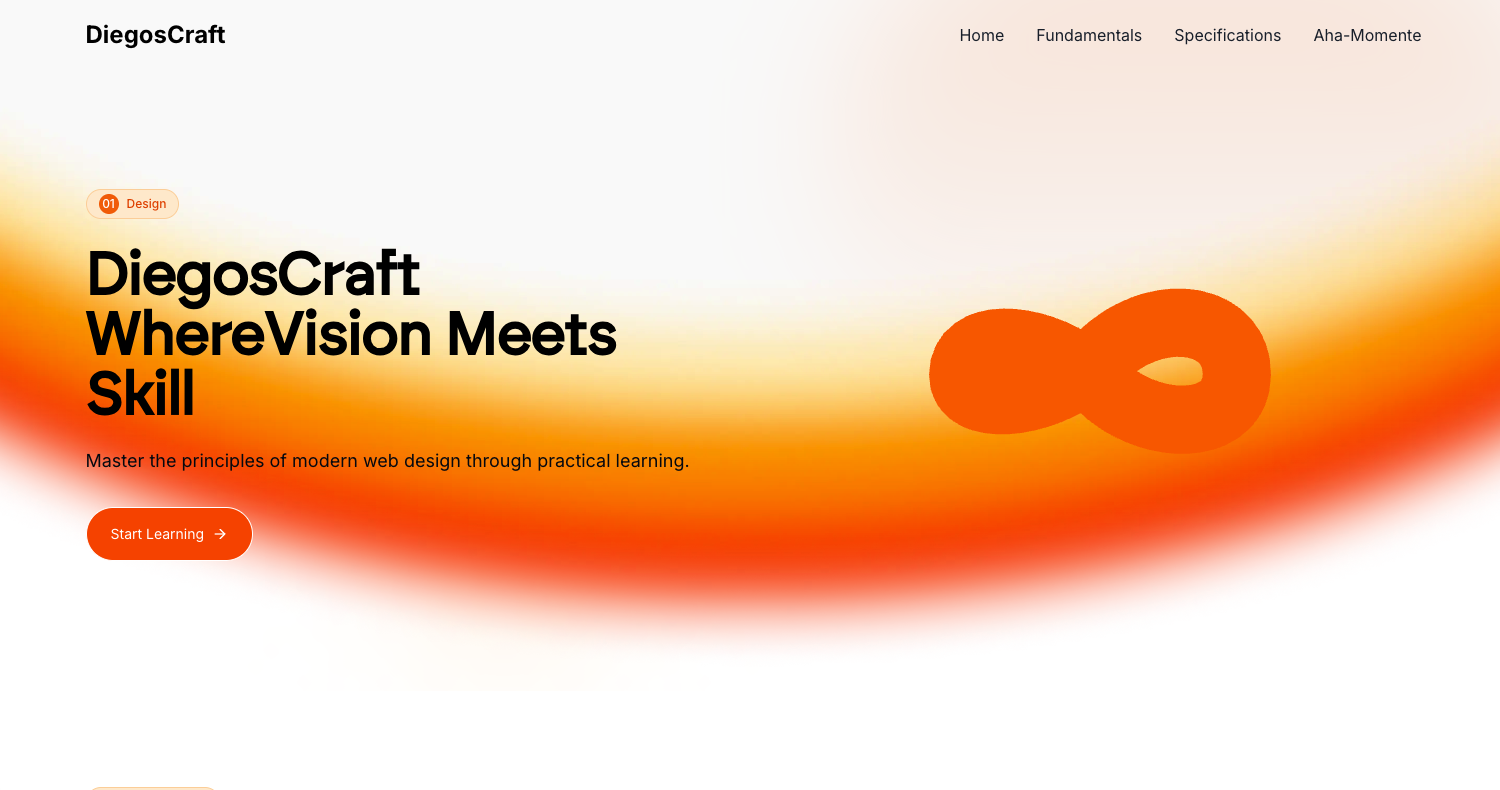 DiegosCraft
Home Fundamentals Specifications Aha-Momente
01 Design
DiegosCraft
WhereVision Meets
Skill
Master the principles of modern web design through practical learning.
Start Learning →